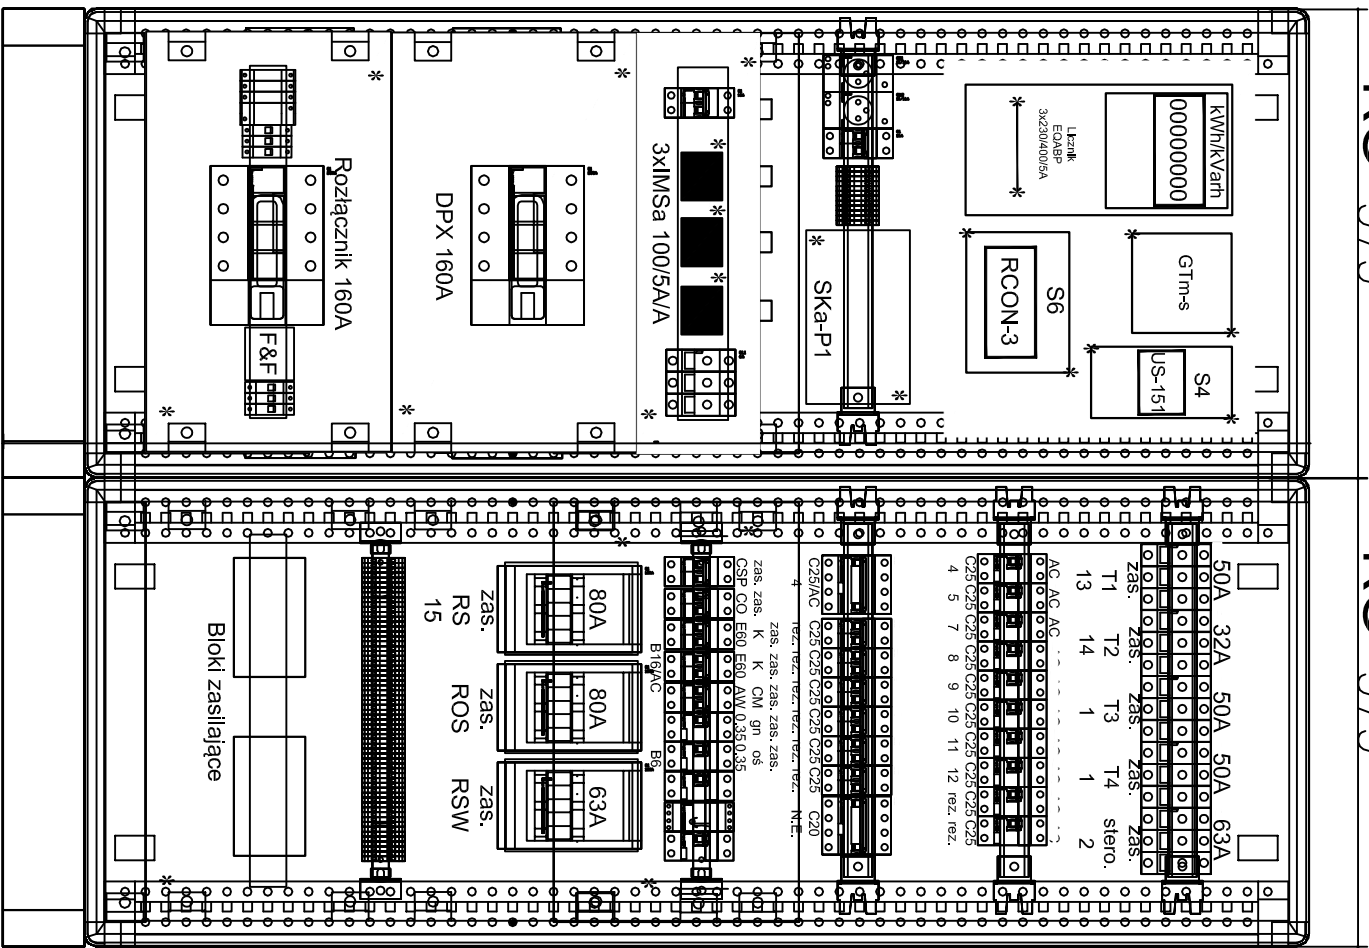 kWh/kVarh
00000000
Licznik
EQABP
3x230/400/5A
GTm-s
S4
US-151
S6
RCON-3
SKa-P1
3xIMSa 100/5A/A
DPX 160A
Rozłącznik 160A
F&F
50A 32A 50A 50A 63A
zas. zas. zas. zas. zas.
T1 T2 T3 T4 stero.
13 14 1 1 2
AC AC AC
C25 C25 C25 C25 C25 C25 C25 C25 C25 C25
4 5 7 8 9 10 11 12 rez. rez.
C25/AC C25 C25 C25 C25 C25 C25 C20
4 rez. rez. rez. rez. rez. rez. N.E.
zas. zas. zas. zas. zas. zas.
zas. zas. K K CM gn oś
CSP CO E60 E60 AW 0,35 0,35
B16/AC B6
80A 80A 63A
zas. zas. zas.
RS ROS RSW
15
Bloki zasilające